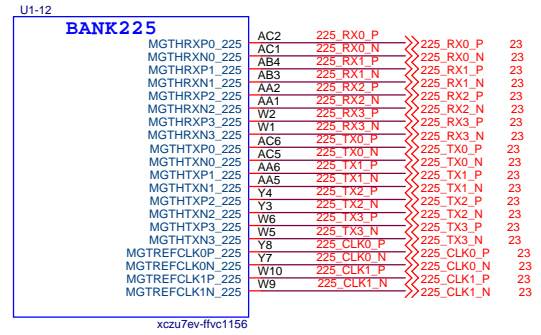 U1-12
BANK225
MGTHRXP0_225 AC2 225_RX0_P 225_RX0_P 23
MGTHRXN0_225 AC1 225_RX0_N 225_RX0_N 23
MGTHRXP1_225 AB4 225_RX1_P 225_RX1_P 23
MGTHRXN1_225 AB3 225_RX1_N 225_RX1_N 23
MGTHRXP2_225 AA2 225_RX2_P 225_RX2_P 23
MGTHRXN2_225 AA1 225_RX2_N 225_RX2_N 23
MGTHRXP3_225 W2 225_RX3_P 225_RX3_P 23
MGTHRXN3_225 W1 225_RX3_N 225_RX3_N 23
MGTHTXP0_225 AC6 225_TX0_P 225_TX0_P 23
MGTHTXN0_225 AC5 225_TX0_N 225_TX0_N 23
MGTHTXP1_225 AA6 225_TX1_P 225_TX1_P 23
MGTHTXN1_225 AA5 225_TX1_N 225_TX1_N 23
MGTHTXP2_225 Y4 225_TX2_P 225_TX2_P 23
MGTHTXN2_225 Y3 225_TX2_N 225_TX2_N 23
MGTHTXP3_225 W6 225_TX3_P 225_TX3_P 23
MGTHTXN3_225 W5 225_TX3_N 225_TX3_N 23
MGTREFCLK0P_225 Y8 225_CLK0_P 225_CLK0_P 23
MGTREFCLK0N_225 Y7 225_CLK0_N 225_CLK0_N 23
MGTREFCLK1P_225 W10 225_CLK1_P 225_CLK1_P 23
MGTREFCLK1N_225 W9 225_CLK1_N 225_CLK1_N 23
xczu7ev-ffvc1156